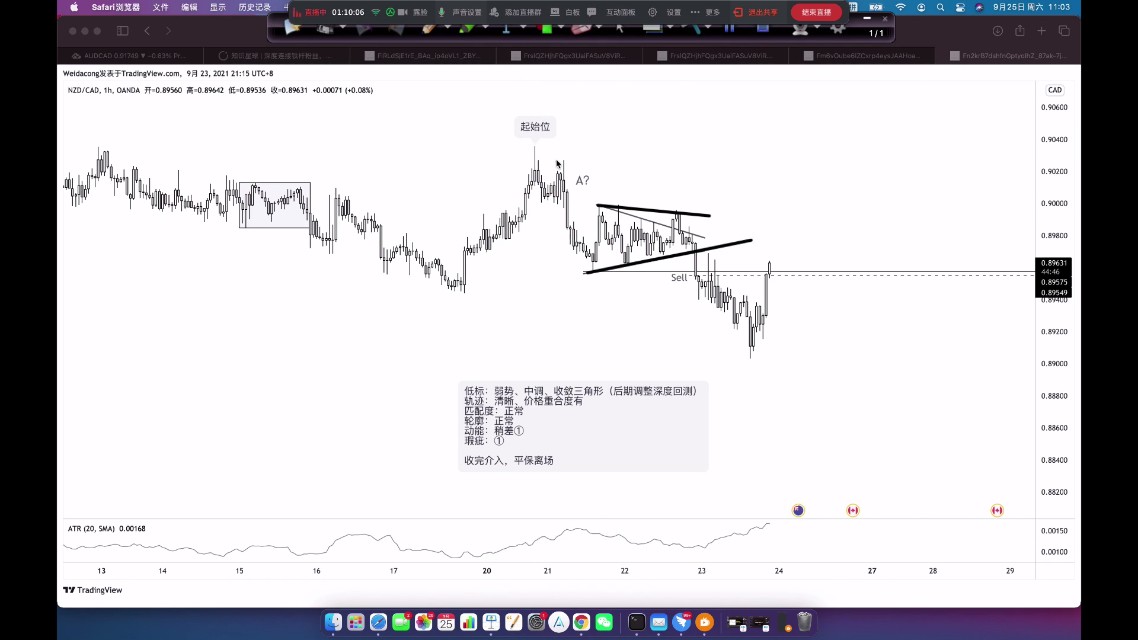 Safari浏览器 文件 编辑 显示 历史记录
直播中 01:10:06 露脸 声音设置 追加直播群 白板 互动面板 设置 更多 退出共享 结束直播
9月25日 周六 11:03
1/1
Weidacong发表于TradingView.com, 9月 23, 2021 21:15 UTC+8
NZD/CAD, 1h, OANDA 开=0.89560 高=0.89642 低=0.89536 收=0.89631 +0.00071 (+0.08%)
CAD
0.90600
0.90400
0.90200
0.90000
0.89800
0.89631
44:46
0.89575
0.89549
0.89400
0.89200
0.89000
0.88800
0.88600
0.88400
0.88200
起始位
A?
Sell
低标：弱势、中调、收敛三角形（后期调整深度回测）
轨迹：清晰、价格重合度有
匹配度：正常
轮廓：正常
动能：稍差①
瑕疵：①
收完介入，平保离场
ATR (20, SMA) 0.00168
0.00150
0.00100
13 14 15 16 17 20 21 22 23 24 27 28 29
TradingView
25